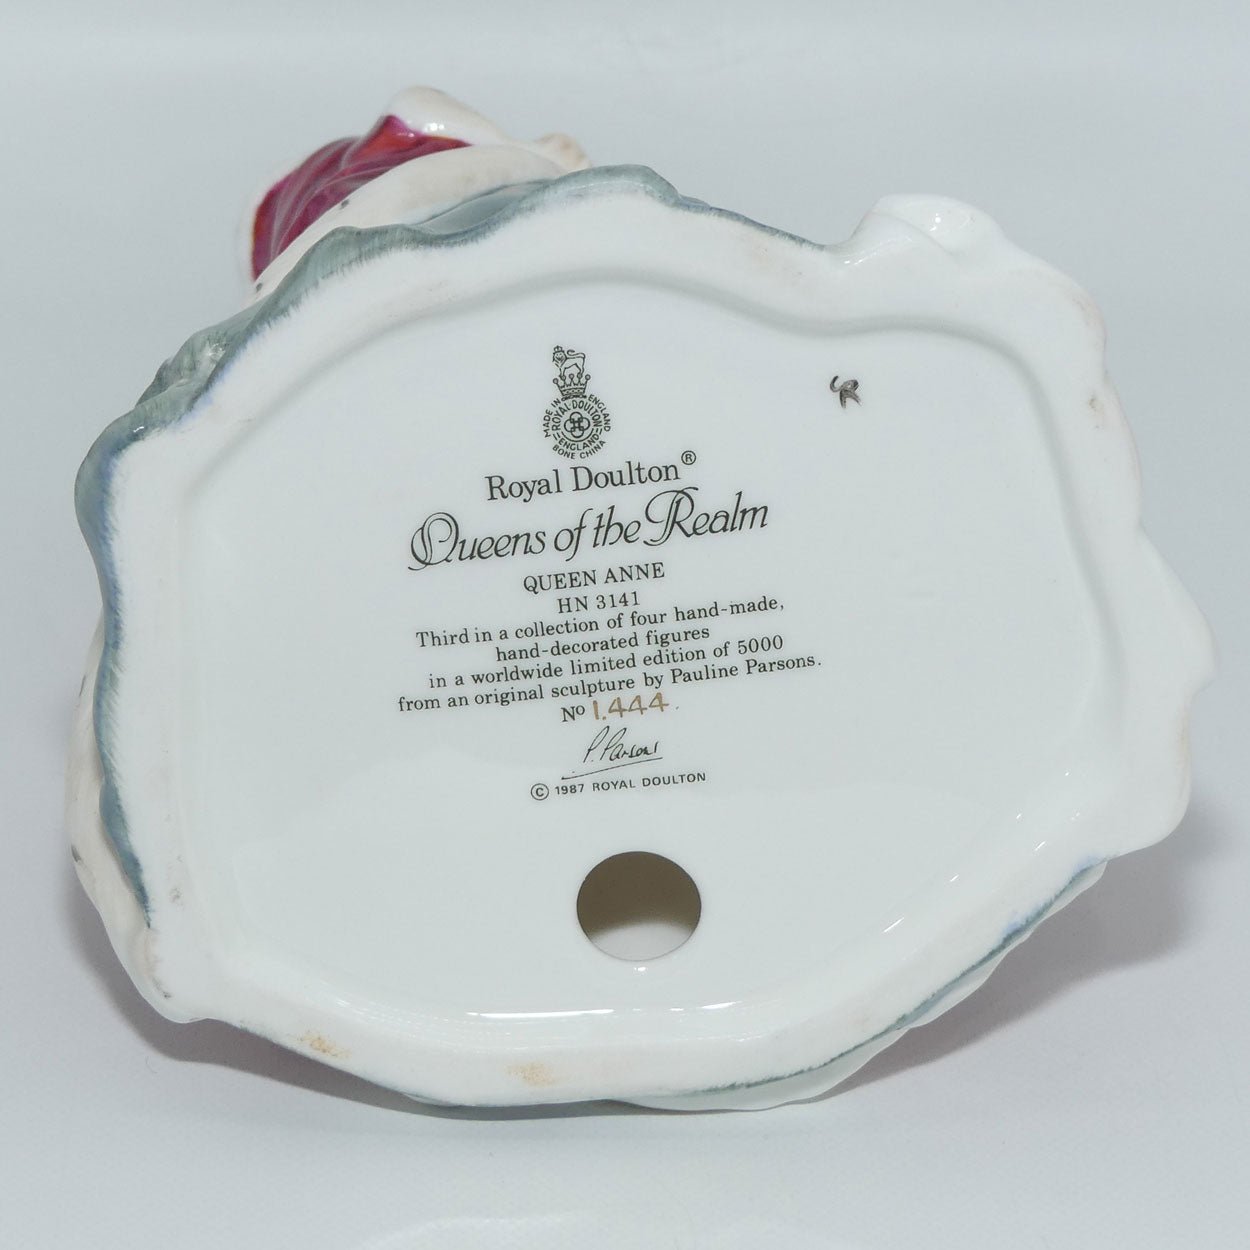 MADE IN ENGLAND
ROYAL·DOULTON
ENGLAND
BONE CHINA
Royal Doulton®
Queens of the Realm
QUEEN ANNE
HN 3141
Third in a collection of four hand-made,
hand-decorated figures
in a worldwide limited edition of 5000
from an original sculpture by Pauline Parsons.
No 1.444.
P. Parsons
© 1987 ROYAL DOULTON